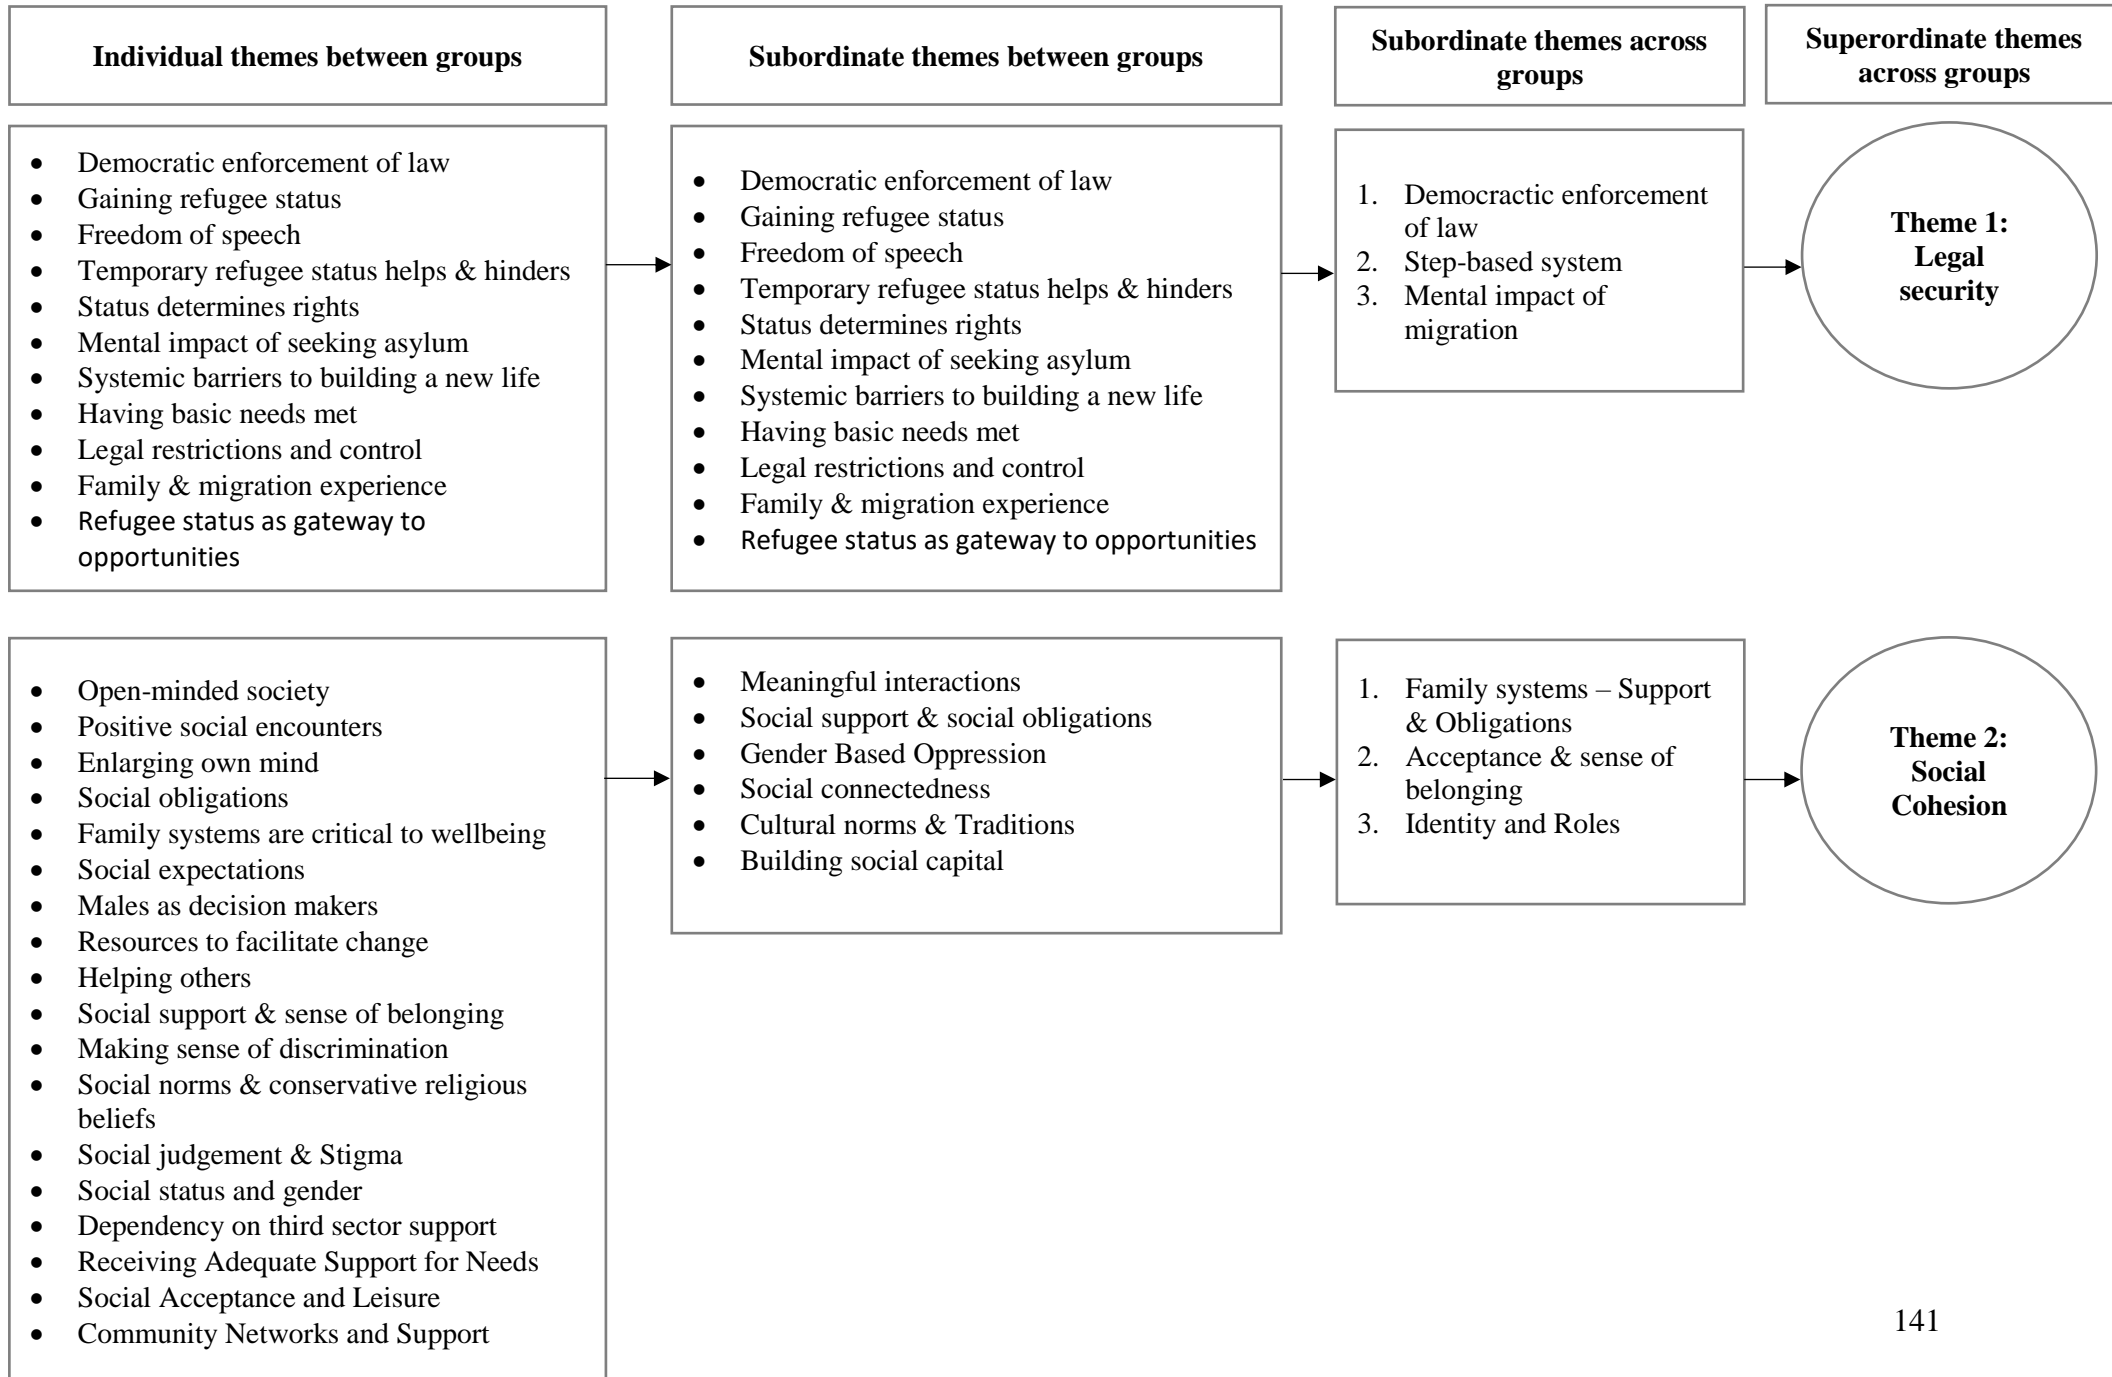 Individual themes between groups
Subordinate themes between groups
Subordinate themes across
groups
Superordinate themes
across groups
• Democratic enforcement of law
• Gaining refugee status
• Freedom of speech
• Temporary refugee status helps & hinders
• Status determines rights
• Mental impact of seeking asylum
• Systemic barriers to building a new life
• Having basic needs met
• Legal restrictions and control
• Family & migration experience
• Refugee status as gateway to
opportunities
• Democratic enforcement of law
• Gaining refugee status
• Freedom of speech
• Temporary refugee status helps & hinders
• Status determines rights
• Mental impact of seeking asylum
• Systemic barriers to building a new life
• Having basic needs met
• Legal restrictions and control
• Family & migration experience
• Refugee status as gateway to opportunities
1. Democractic enforcement
of law
2. Step-based system
3. Mental impact of
migration
Theme 1:
Legal
security
• Open-minded society
• Positive social encounters
• Enlarging own mind
• Social obligations
• Family systems are critical to wellbeing
• Social expectations
• Males as decision makers
• Resources to facilitate change
• Helping others
• Social support & sense of belonging
• Making sense of discrimination
• Social norms & conservative religious
beliefs
• Social judgement & Stigma
• Social status and gender
• Dependency on third sector support
• Receiving Adequate Support for Needs
• Social Acceptance and Leisure
• Community Networks and Support
• Meaningful interactions
• Social support & social obligations
• Gender Based Oppression
• Social connectedness
• Cultural norms & Traditions
• Building social capital
1. Family systems – Support
& Obligations
2. Acceptance & sense of
belonging
3. Identity and Roles
Theme 2:
Social
Cohesion
141